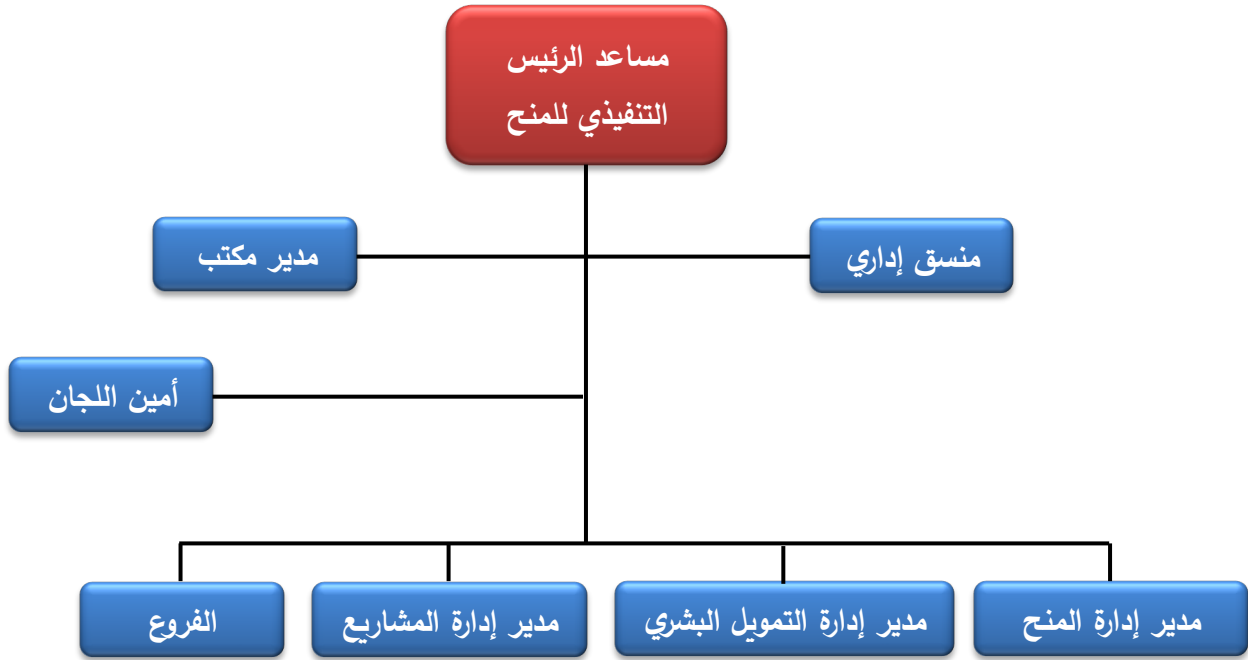 مساعد الرئيس
التنفيذي للمنح
منسق إداري
مدير مكتب
أمين اللجان
مدير إدارة المنح
مدير إدارة التمويل البشري
مدير إدارة المشاريع
الفروع